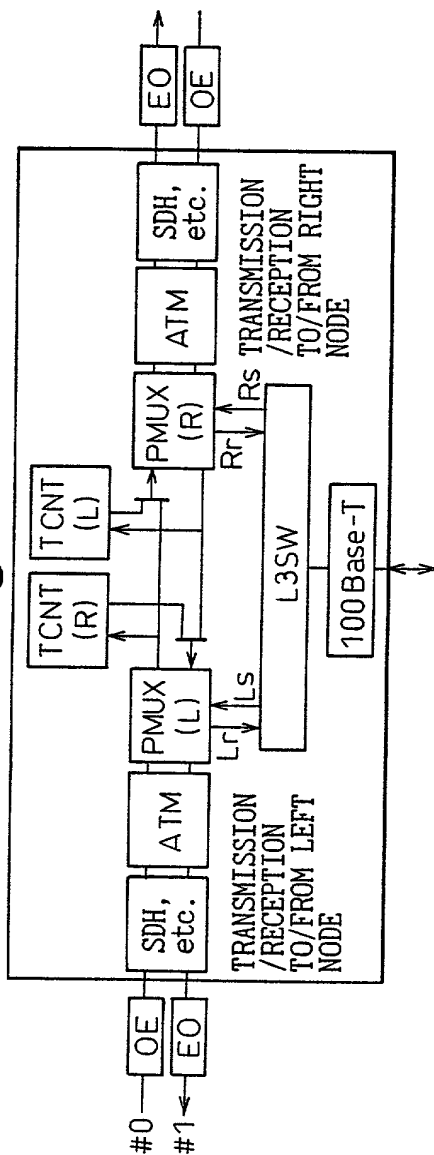 #0
#1
OE
EO
SDH,
etc.
ATM
PMUX
(L)
TCNT
(R)
TCNT
(L)
PMUX
(R)
ATM
SDH,
etc.
EO
OE
Lr
Ls
Rr
Rs
TRANSMISSION
/RECEPTION
TO/FROM LEFT
NODE
L3SW
TRANSMISSION
/RECEPTION
TO/FROM RIGHT
NODE
100Base-T